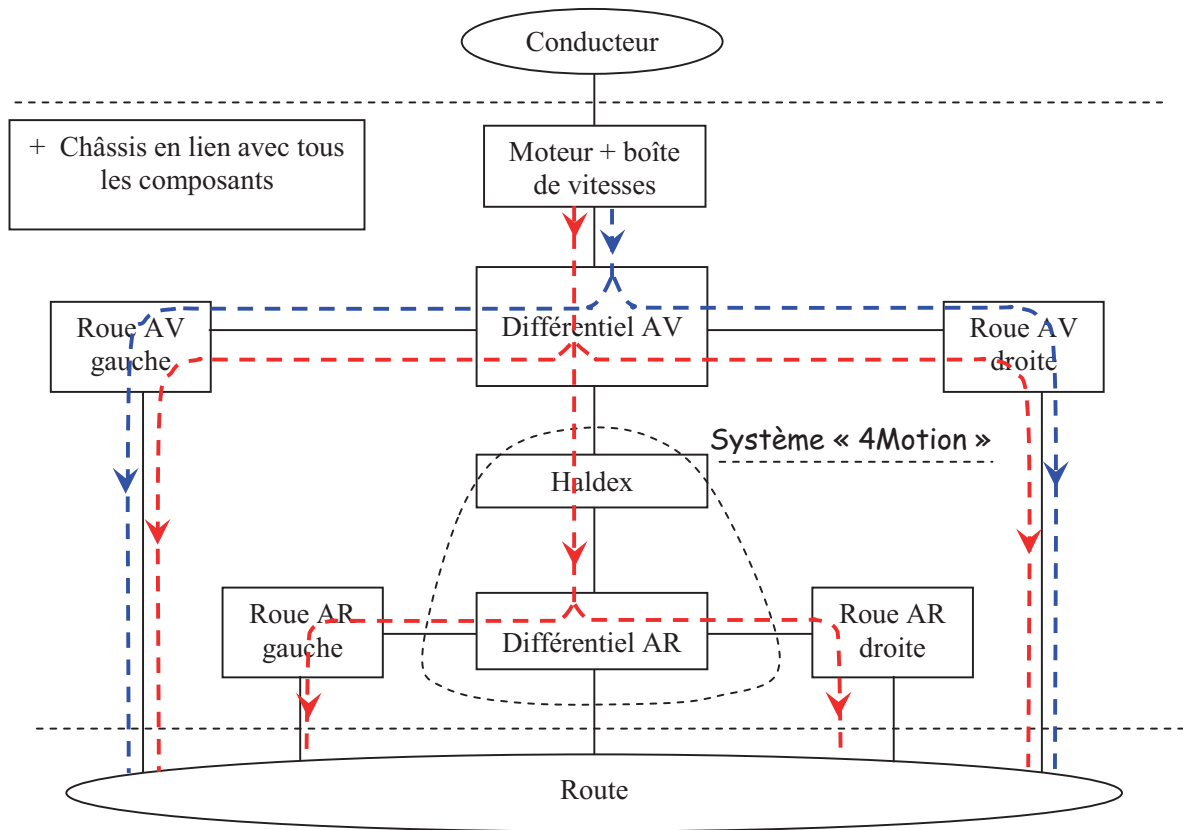 Conducteur
+ Châssis en lien avec tous
les composants
Moteur + boîte
de vitesses
Roue AV
gauche
Différentiel AV
Roue AV
droite
Système « 4Motion »
Haldex
Roue AR
gauche
Différentiel AR
Roue AR
droite
Route